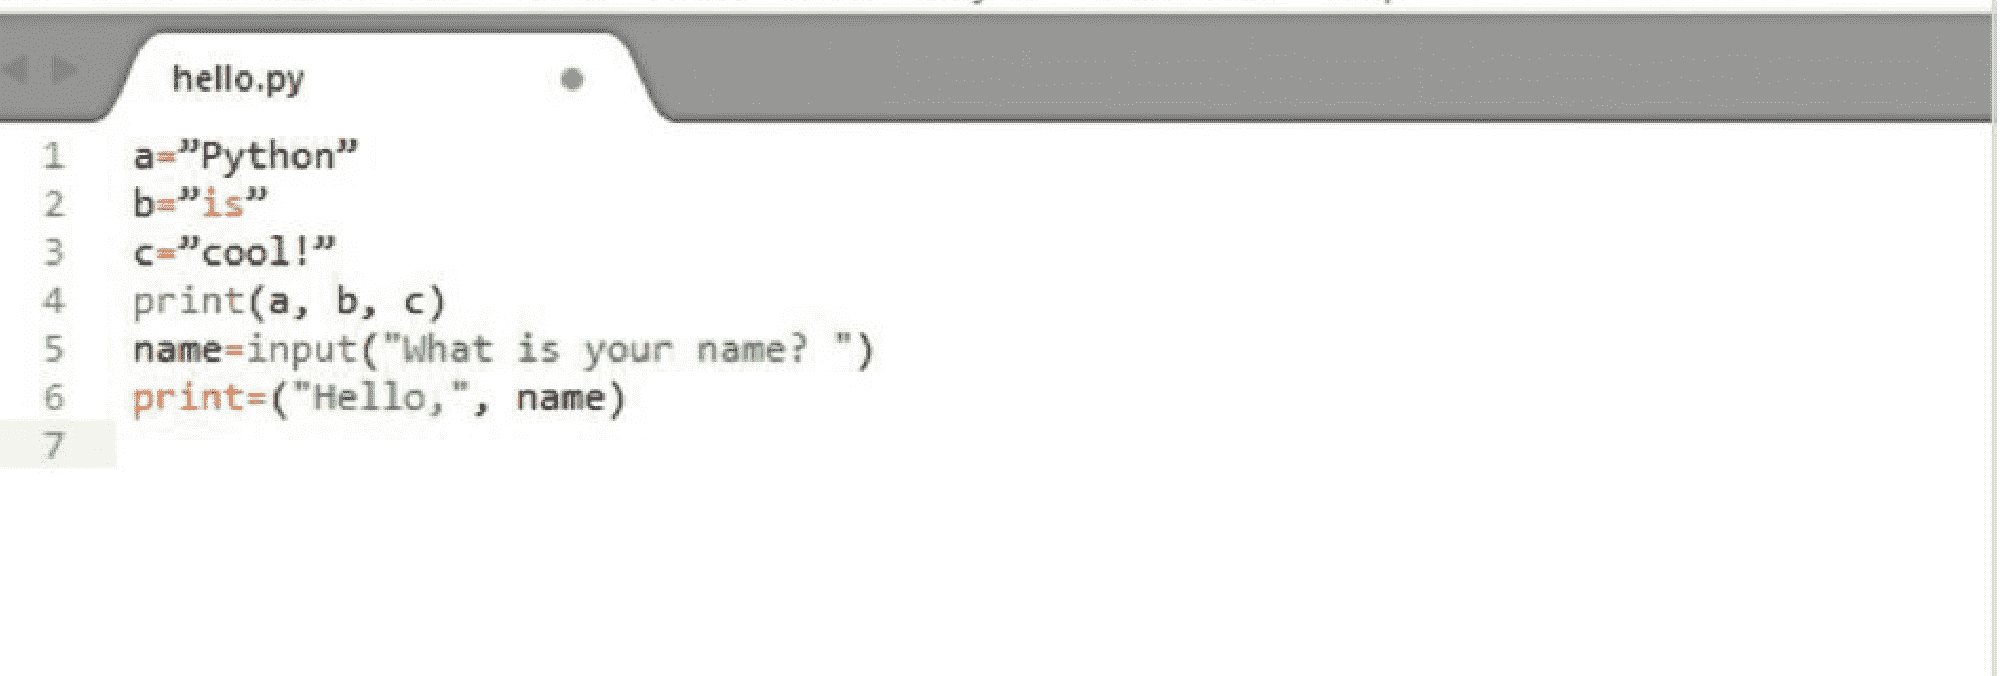 hello.py
1 a=”Python”
2 b=”is”
3 c=”cool!”
4 print(a, b, c)
5 name=input("What is your name? ")
6 print=("Hello,", name)
7